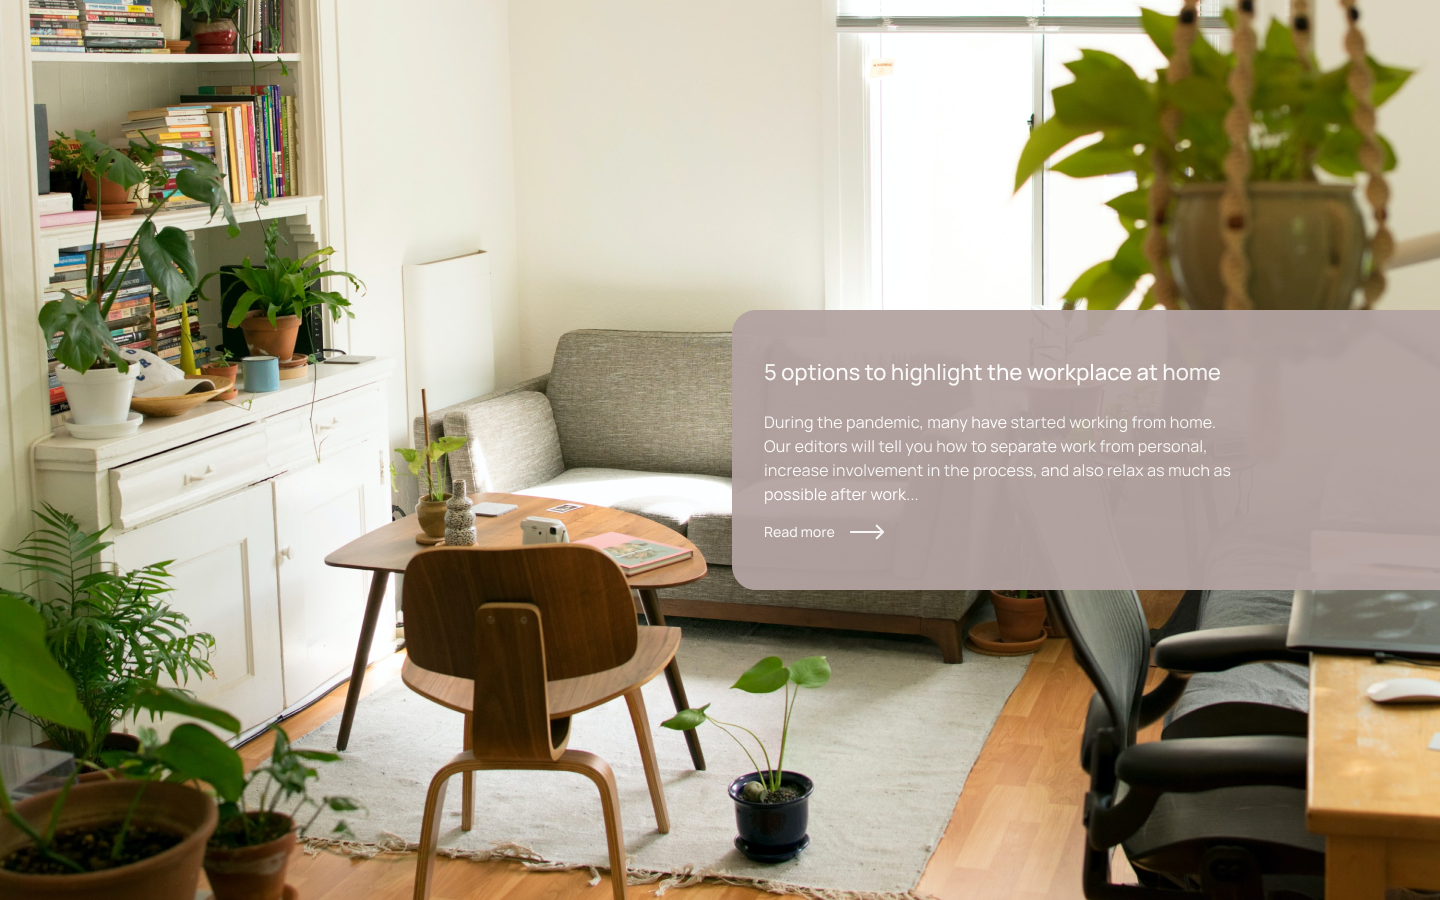 5 options to highlight the workplace at home
During the pandemic, many have started working from home.
Our editors will tell you how to separate work from personal,
increase involvement in the process, and also relax as much as
possible after work...
Read more